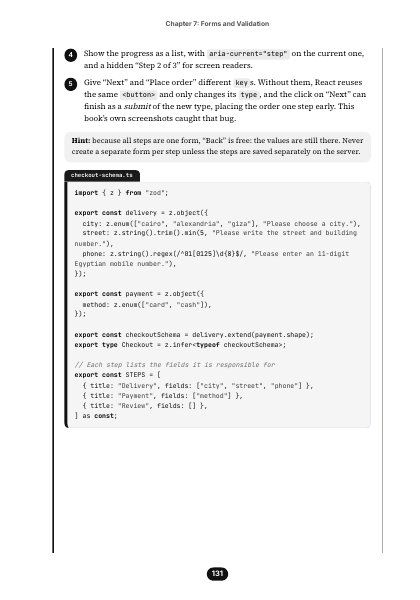 Chapter 7: Forms and Validation
4 Show the progress as a list, with aria-current="step" on the current one,
and a hidden “Step 2 of 3” for screen readers.
5 Give “Next” and “Place order” different keys. Without them, React reuses
the same <button> and only changes its type, and the click on “Next” can
finish as a submit of the new type, placing the order one step early. This
book’s own screenshots caught that bug.
Hint: because all steps are one form, “Back” is free: the values are still there. Never
create a separate form per step unless the steps are saved separately on the server.
checkout-schema.ts
import { z } from "zod";
export const delivery = z.object({
city: z.enum(["cairo", "alexandria", "giza"], "Please choose a city."),
street: z.string().trim().min(5, "Please write the street and building
number."),
phone: z.string().regex(/^01[0125]\d{8}$/, "Please enter an 11-digit
Egyptian mobile number."),
});
export const payment = z.object({
method: z.enum(["card", "cash"]),
});
export const checkoutSchema = delivery.extend(payment.shape);
export type Checkout = z.infer<typeof checkoutSchema>;
// Each step lists the fields it is responsible for
export const STEPS = [
{ title: "Delivery", fields: ["city", "street", "phone"] },
{ title: "Payment", fields: ["method"] },
{ title: "Review", fields: [] },
] as const;
131